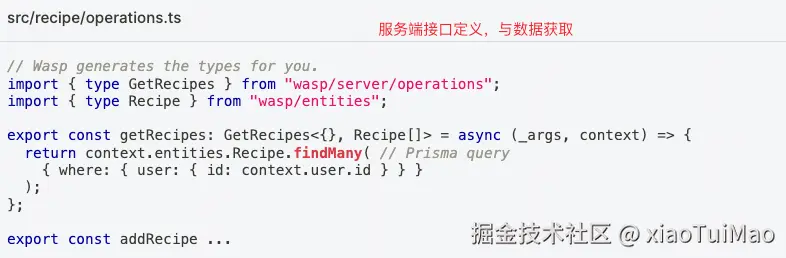 src/recipe/operations.ts
服务端接口定义，与数据获取
// Wasp generates the types for you.
import { type GetRecipes } from "wasp/server/operations";
import { type Recipe } from "wasp/entities";
export const getRecipes: GetRecipes<{}, Recipe[]> = async (_args, context) => {
  return context.entities.Recipe.findMany( // Prisma query
    { where: { user: { id: context.user.id } } }
  );
};
export const addRecipe ...
掘金技术社区 @ xiaoTuiMao